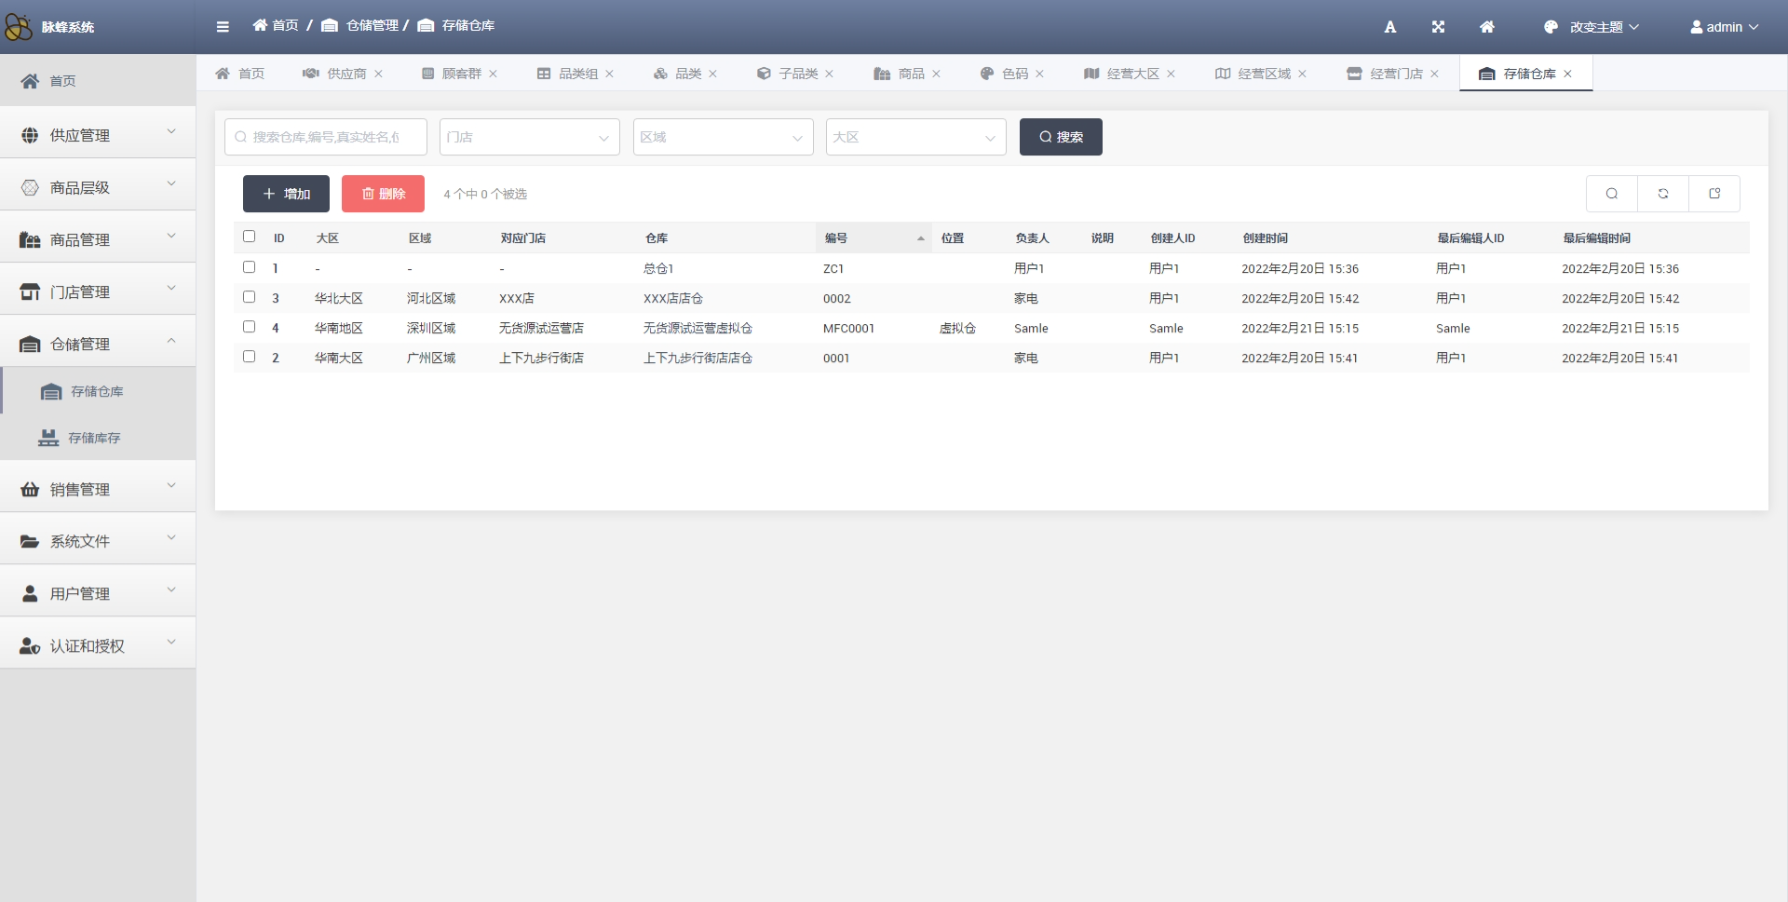 脉蜂系统
首页 / 仓储管理 / 存储仓库
A
改变主题
admin
首页
供应商
顾客群
品类组
品类
子品类
商品
色码
经营大区
经营区域
经营门店
存储仓库
首页
供应管理
商品层级
商品管理
门店管理
仓储管理
存储仓库
存储库存
销售管理
系统文件
用户管理
认证和授权
搜索仓库,编号,真实姓名,
门店
区域
大区
搜索
增加
删除
4 个中 0 个被选
ID 大区 区域 对应门店 仓库 编号 位置 负责人 说明 创建人ID 创建时间 最后编辑人ID 最后编辑时间
1 - - - 总仓1 ZC1 用户1 用户1 2022年2月20日 15:36 用户1 2022年2月20日 15:36
3 华北大区 河北区域 XXX店 XXX店店仓 0002 家电 用户1 2022年2月20日 15:42 用户1 2022年2月20日 15:42
4 华南地区 深圳区域 无货源试运营店 无货源试运营虚拟仓 MFC0001 虚拟仓 Samle Samle 2022年2月21日 15:15 Samle 2022年2月21日 15:15
2 华南大区 广州区域 上下九步行街店 上下九步行街店店仓 0001 家电 用户1 2022年2月20日 15:41 用户1 2022年2月20日 15:41